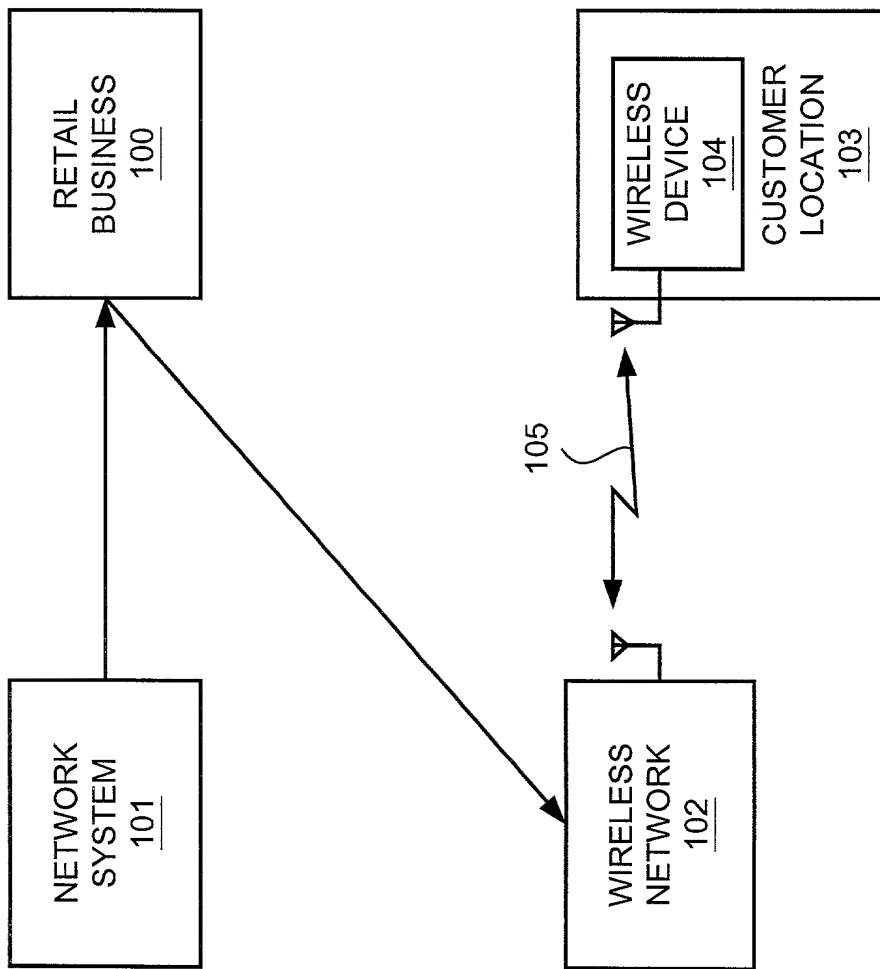 NETWORK
SYSTEM
101
RETAIL
BUSINESS
100
WIRELESS
NETWORK
102
105
WIRELESS
DEVICE
104
CUSTOMER
LOCATION
103